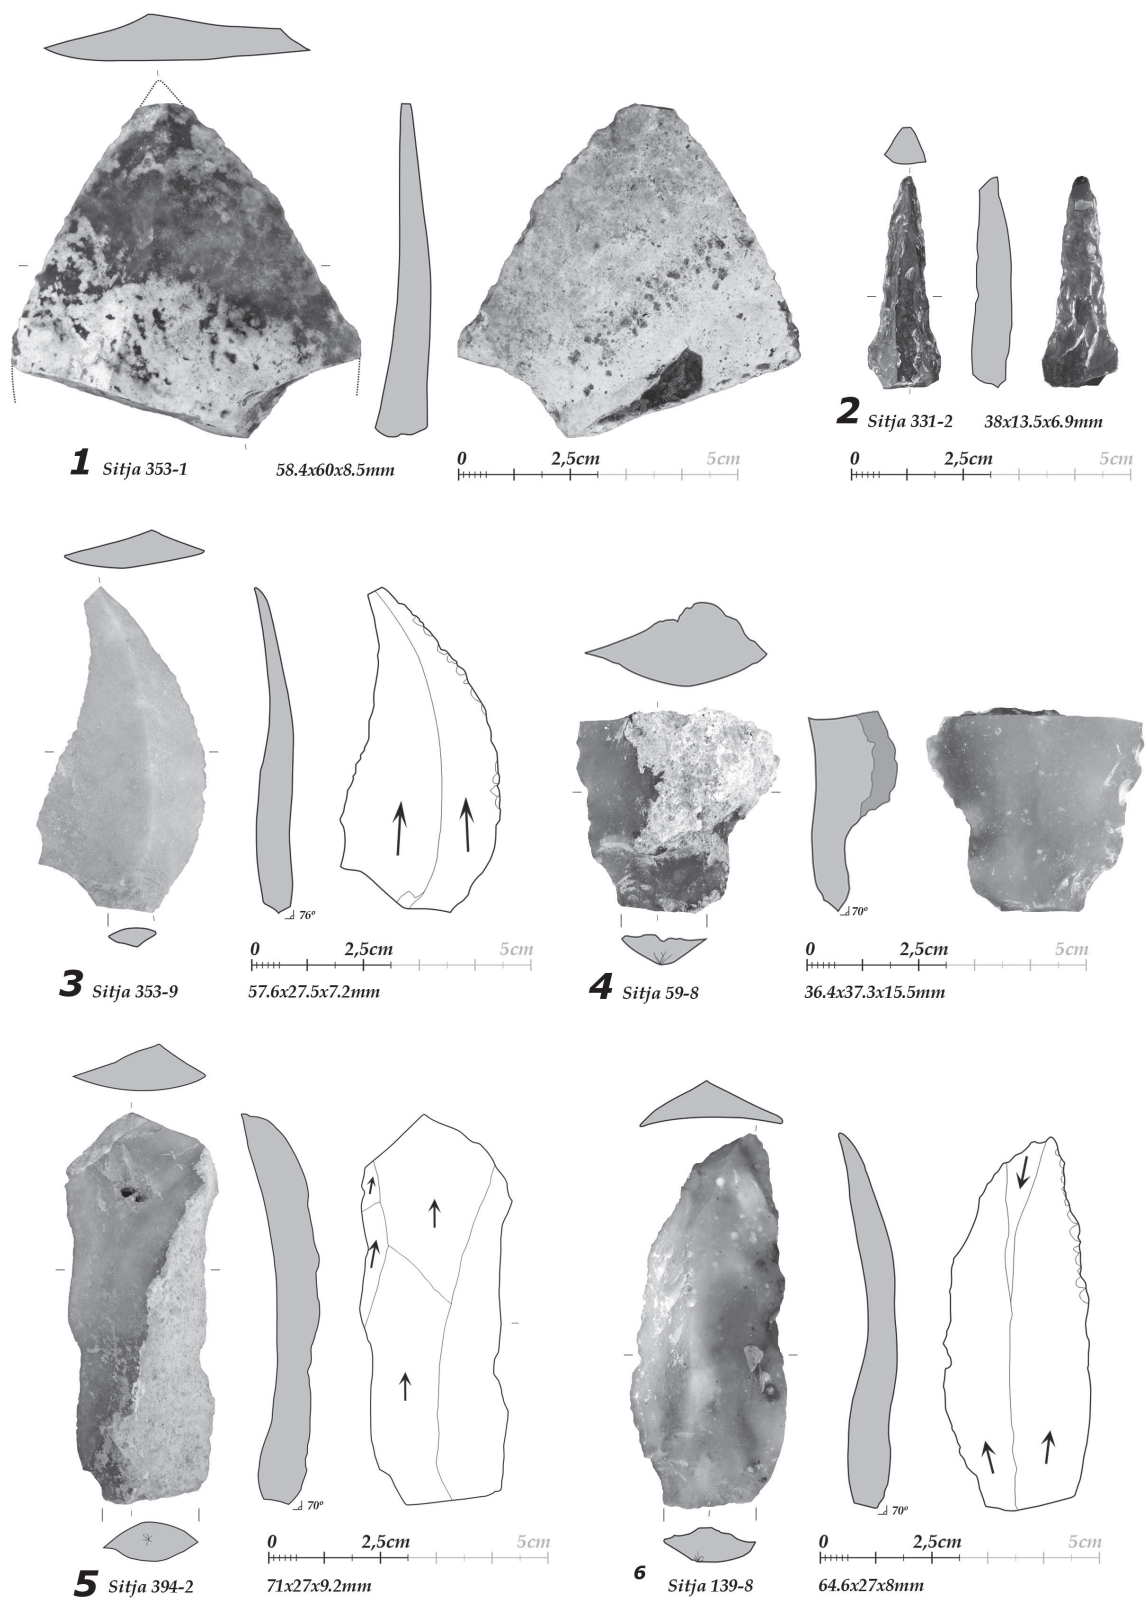 1 Sitja 353-1 58.4x60x8.5mm
0 2,5cm 5cm
2 Sitja 331-2 38x13.5x6.9mm
0 2,5cm 5cm
76º
3 Sitja 353-9
0 2,5cm 5cm
57.6x27.5x7.2mm
70º
4 Sitja 59-8
0 2,5cm 5cm
36.4x37.3x15.5mm
70º
5 Sitja 394-2
0 2,5cm 5cm
71x27x9.2mm
70º
6 Sitja 139-8
0 2,5cm 5cm
64.6x27x8mm